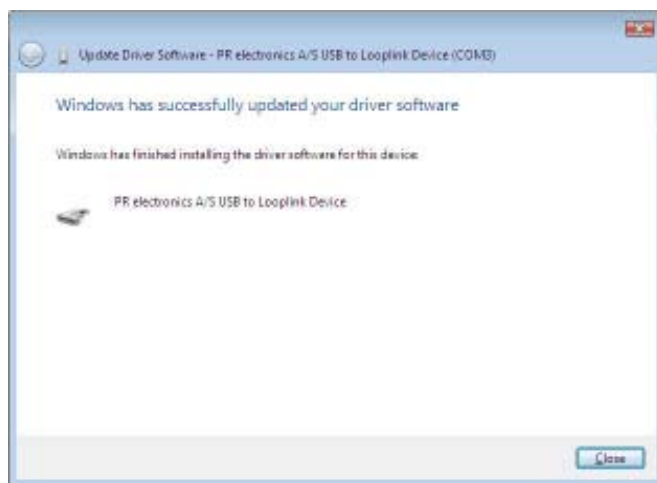 Update Driver Software - PR electronics A/S USB to Looplink Device (COM3)
Windows has successfully updated your driver software
Windows has finished installing the driver software for this device:
PR electronics A/S USB to Looplink Device
Close